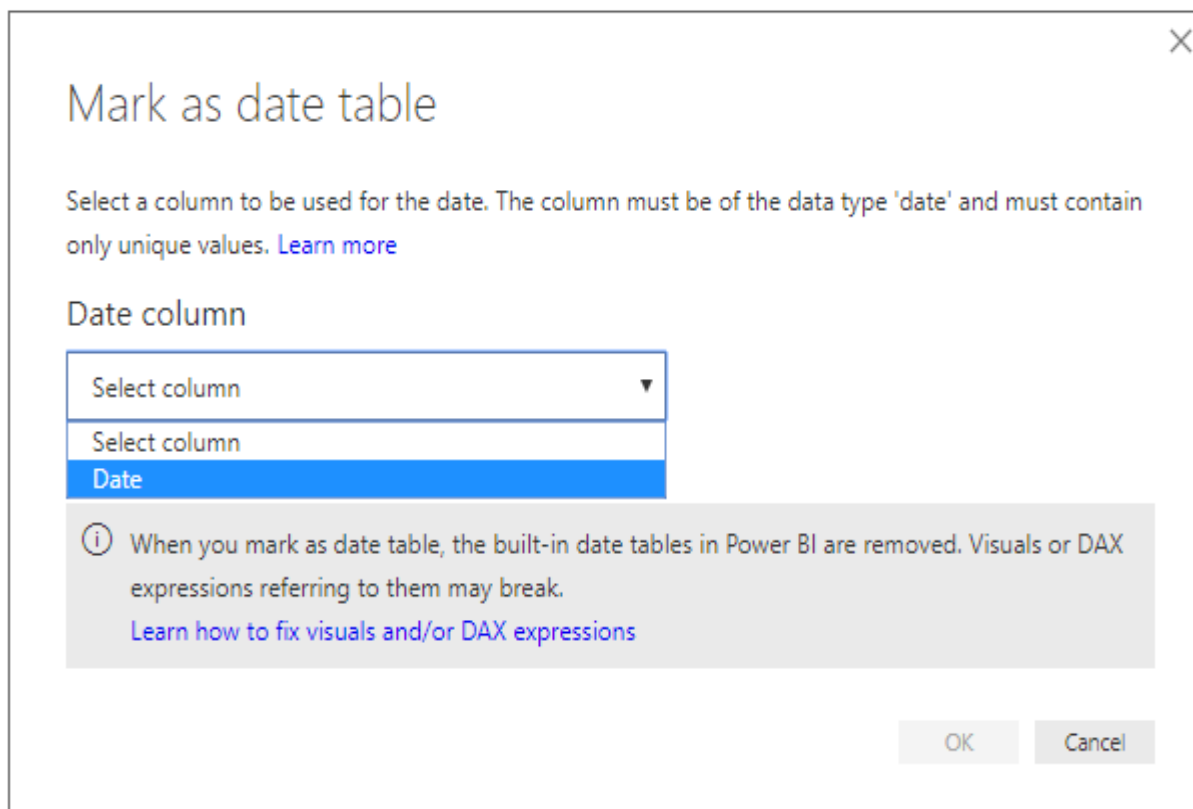 Mark as date table
Select a column to be used for the date. The column must be of the data type 'date' and must contain
only unique values. Learn more
Date column
Select column
Select column
Date
When you mark as date table, the built-in date tables in Power BI are removed. Visuals or DAX
expressions referring to them may break.
Learn how to fix visuals and/or DAX expressions
OK Cancel